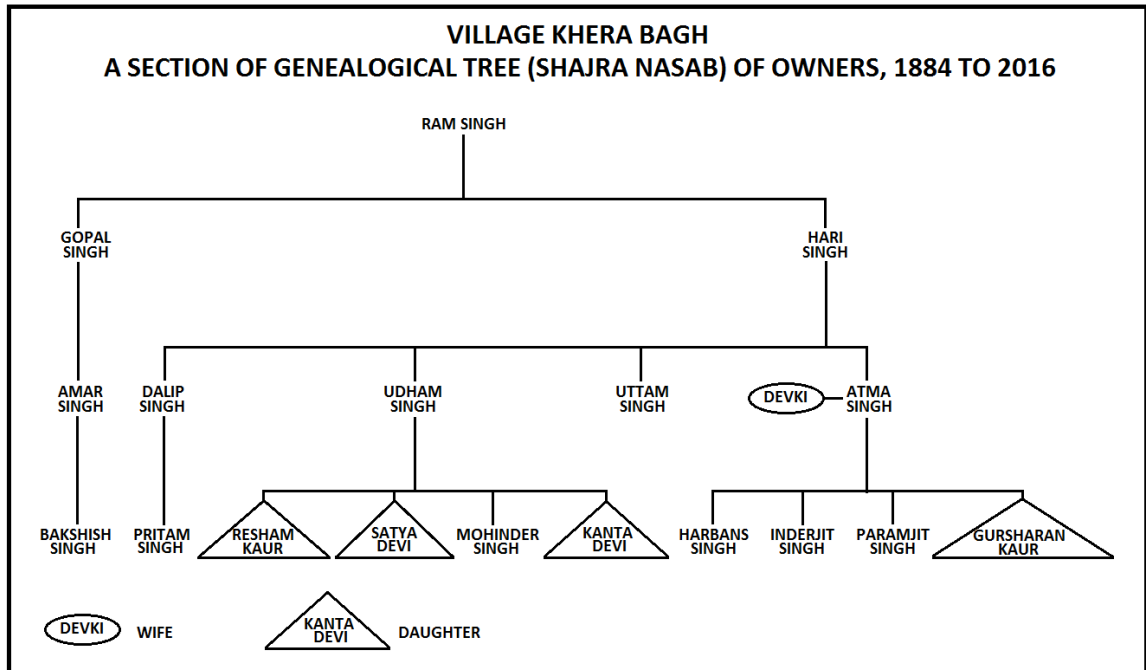 VILLAGE KHERA BAGH
A SECTION OF GENEALOGICAL TREE (SHAJRA NASAB) OF OWNERS, 1884 TO 2016
RAM SINGH
GOPAL
SINGH
HARI
SINGH
AMAR
SINGH
DALIP
SINGH
UDHAM
SINGH
UTTAM
SINGH
DEVKI
ATMA
SINGH
BAKSHISH
SINGH
PRITAM
SINGH
RESHAM
KAUR
SATYA
DEVI
MOHINDER
SINGH
KANTA
DEVI
HARBANS
SINGH
INDERJIT
SINGH
PARAMJIT
SINGH
GURSHARAN
KAUR
DEVKI
WIFE
KANTA
DEVI
DAUGHTER